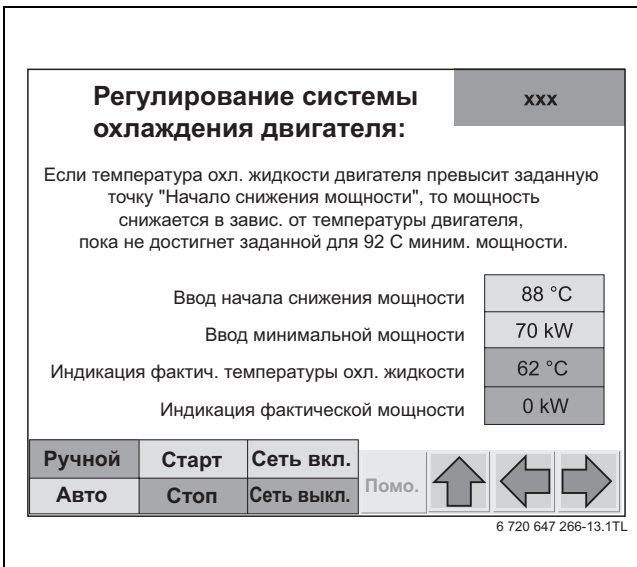 Регулирование системы
охлаждения двигателя:
xxx
Если температура охл. жидкости двигателя превысит заданную
точку "Начало снижения мощности", то мощность
снижается в завис. от температуры двигателя,
пока не достигнет заданной для 92 С миним. мощности.
Ввод начала снижения мощности 88 °C
Ввод минимальной мощности 70 kW
Индикация фактич. температуры охл. жидкости 62 °C
Индикация фактической мощности 0 kW
Ручной Старт Сеть вкл.
Авто Стоп Сеть выкл. Помо.
6 720 647 266-13.1TL